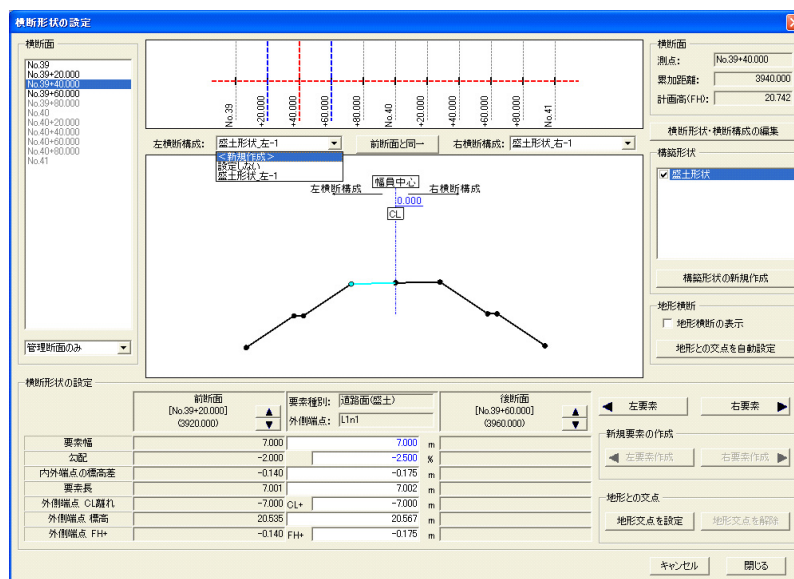 横断形状の設定
横断面
No.39
No.39+20.000
No.39+40.000
No.39+60.000
No.39+80.000
No.40
No.40+20.000
No.40+40.000
No.40+60.000
No.40+80.000
No.41
管理断面のみ
No.39
+20.000
+40.000
+60.000
+80.000
No.40
+20.000
+40.000
+60.000
+80.000
No.41
左横断構成: 盛土形状_左-1 前断面と同一 右横断構成: 盛土形状_右-1
<新規作成>
設定しない
盛土形状_左-1
幅員中心
左横断構成 右横断構成
0.000
CL
横断面
測点: No.39+40.000
累加距離: 3940.000
計画高(FH): 20.742
横断形状・横断構成の編集
構築形状
盛土形状
構築形状の新規作成
地形横断
地形横断の表示
地形との交点を自動設定
横断形状の設定
前断面
[No.39+20.000]
(3920.000)
要素種別: 道路面(盛土)
外側端点: L1n1
後断面
[No.39+60.000]
(3960.000)
要素幅 7.000 7.000 m
勾配 -2.000 -2.500 %
内外端点の標高差 -0.140 -0.175 m
要素長 7.001 7.002 m
外側端点 CL離れ -7.000 CL+ -7.000 m
外側端点 標高 20.535 20.567 m
外側端点 FH+ -0.140 FH+ -0.175 m
左要素 右要素
新規要素の作成
左要素作成 右要素作成
地形との交点
地形交点を設定 地形交点を解除
キャンセル 閉じる